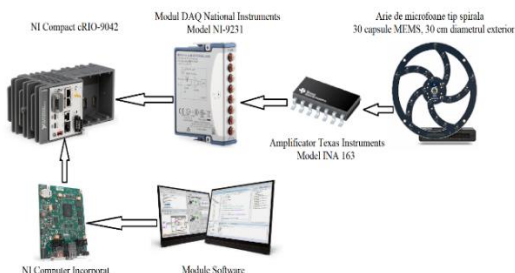 NI Compact cRIO-9042
Modul DAQ National Instruments
Model NI-9231
Arie de microfoane tip spirala
30 capsule MEMS, 30 cm diametrul exterior
Amplificator Texas Instruments
Model INA 163
NI Computer Incorporat
Module Software